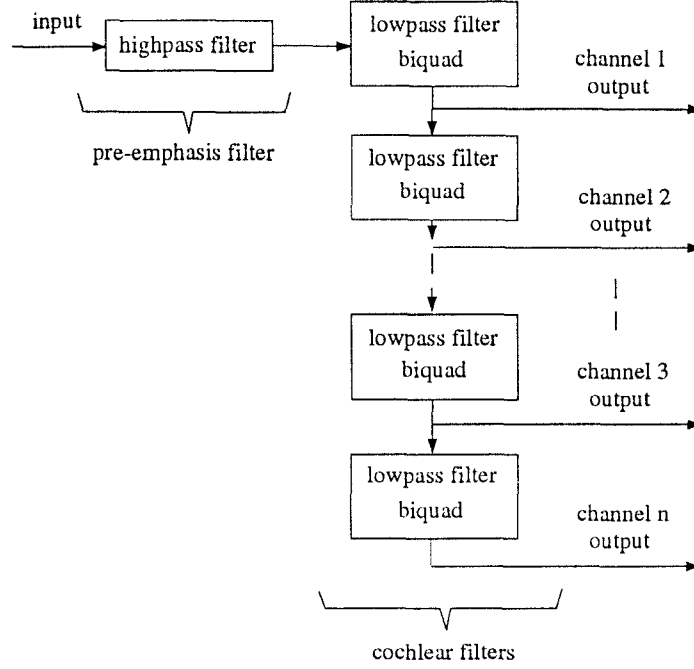 input
highpass filter
pre-emphasis filter
lowpass filter
biquad
channel 1
output
lowpass filter
biquad
channel 2
output
lowpass filter
biquad
channel 3
output
lowpass filter
biquad
channel n
output
cochlear filters